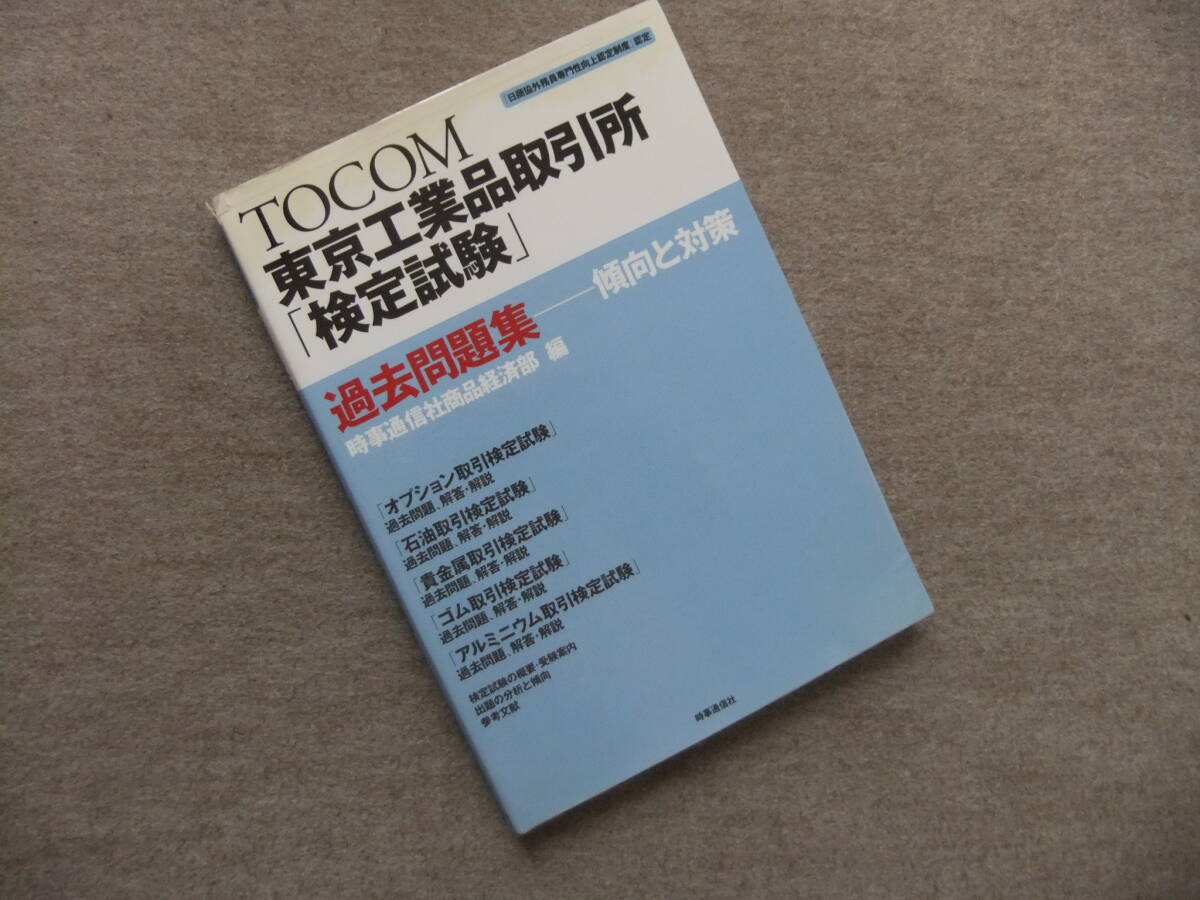 「日商協外務員専門性向上認定制度」認定
TOCOM
東京工業品取引所
「検定試験」
過去問題集——傾向と対策
時事通信社商品経済部 編
「オプション取引検定試験」
過去問題、解答・解説
「石油取引検定試験」
過去問題、解答・解説
「貴金属取引検定試験」
過去問題、解答・解説
「ゴム取引検定試験」
過去問題、解答・解説
「アルミニウム取引検定試験」
過去問題、解答・解説
検定試験の概要・受験案内
出題の分析と傾向
参考文献
時事通信社